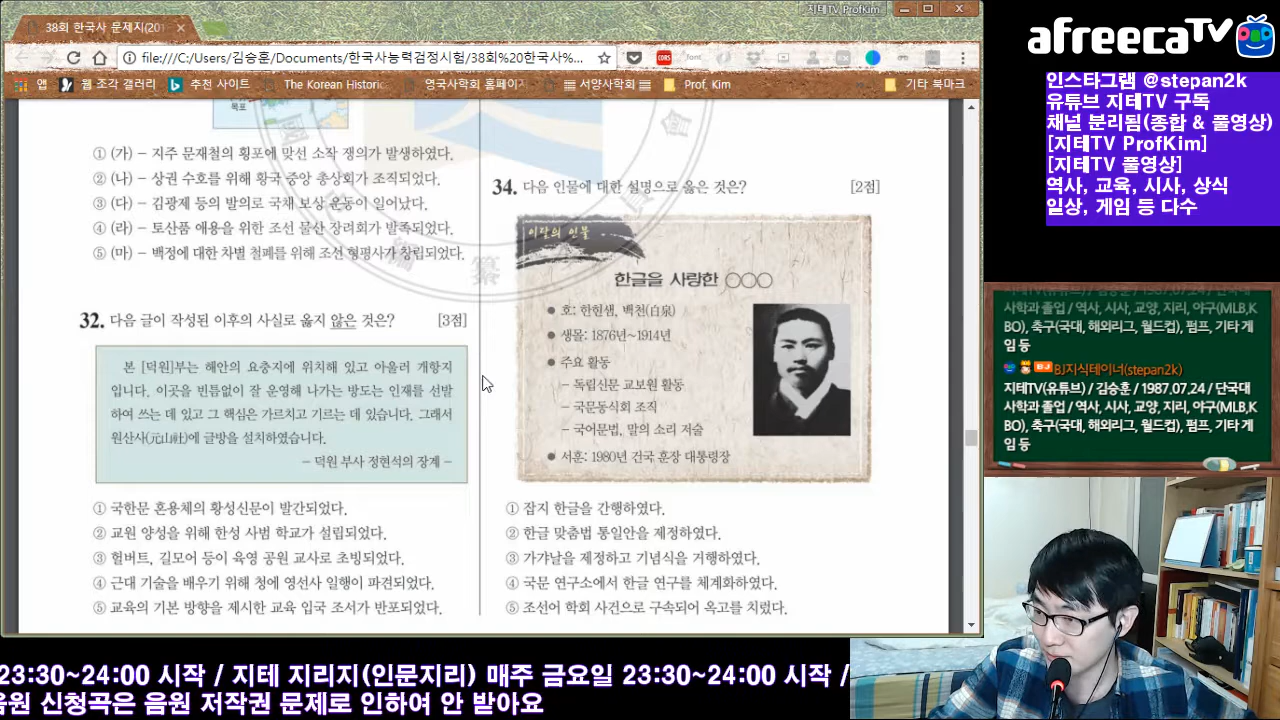 지테TV ProfKim
38회 한국사 문제지(201
file:///C:/Users/김승훈/Documents/한국사능력검정시험/38회%20한국사%...
앱
웹 조각 갤러리
추천 사이트
The Korean Historic
영국사학회 홈페이지
서양사학회
Prof. Kim
기타 북마크
목표
① (가) – 지주 문재철의 횡포에 맞선 소작 쟁의가 발생하였다.
② (나) – 상권 수호를 위해 황국 중앙 총상회가 조직되었다.
③ (다) – 김광제 등의 발의로 국채 보상 운동이 일어났다.
④ (라) – 토산품 애용을 위한 조선 물산 장려회가 발족되었다.
⑤ (마) – 백정에 대한 차별 철폐를 위해 조선 형평사가 창립되었다.
32. 다음 글이 작성된 이후의 사실로 옳지 않은 것은? [3점]
본 [덕원]부는 해안의 요충지에 위치해 있고 아울러 개항지
입니다. 이곳을 빈틈없이 잘 운영해 나가는 방도는 인재를 선발
하여 쓰는 데 있고 그 핵심은 가르치고 기르는 데 있습니다. 그래서
원산사(元山社)에 글방을 설치하였습니다.
– 덕원 부사 정현석의 장계 –
① 국한문 혼용체의 황성신문이 발간되었다.
② 교원 양성을 위해 한성 사범 학교가 설립되었다.
③ 헐버트, 길모어 등이 육영 공원 교사로 초빙되었다.
④ 근대 기술을 배우기 위해 청에 영선사 일행이 파견되었다.
⑤ 교육의 기본 방향을 제시한 교육 입국 조서가 반포되었다.
34. 다음 인물에 대한 설명으로 옳은 것은? [2점]
이달의 인물
한글을 사랑한 ○○○
● 호: 한힌샘, 백천(白泉)
● 생몰: 1876년~1914년
● 주요 활동
– 독립신문 교보원 활동
– 국문동식회 조직
– 국어문법, 말의 소리 저술
● 서훈: 1980년 건국 훈장 대통령장
① 잡지 한글을 간행하였다.
② 한글 맞춤법 통일안을 제정하였다.
③ 가갸날을 제정하고 기념식을 거행하였다.
④ 국문 연구소에서 한글 연구를 체계화하였다.
⑤ 조선어 학회 사건으로 구속되어 옥고를 치렀다.
afreecaTV
인스타그램 @stepan2k
유튜브 지테TV 구독
채널 분리됨(종합 & 풀영상)
[지테TV ProfKim]
[지테TV 풀영상]
역사, 교육, 시사, 상식
일상, 게임 등 다수
사학과 졸업 / 역사, 시사, 교양, 지리, 야구(MLB,K
BO), 축구(국대, 해외리그, 월드컵), 펌프, 기타 게
임 등
BJ지식테이너(stepan2k)
지테TV(유튜브) / 김승훈 / 1987.07.24 / 단국대
사학과 졸업 / 역사, 시사, 교양, 지리, 야구(MLB,K
BO), 축구(국대, 해외리그, 월드컵), 펌프, 기타 게
임 등
23:30~24:00 시작 / 지테 지리지(인문지리) 매주 금요일 23:30~24:00 시작 /
음원 신청곡은 음원 저작권 문제로 인하여 안 받아요